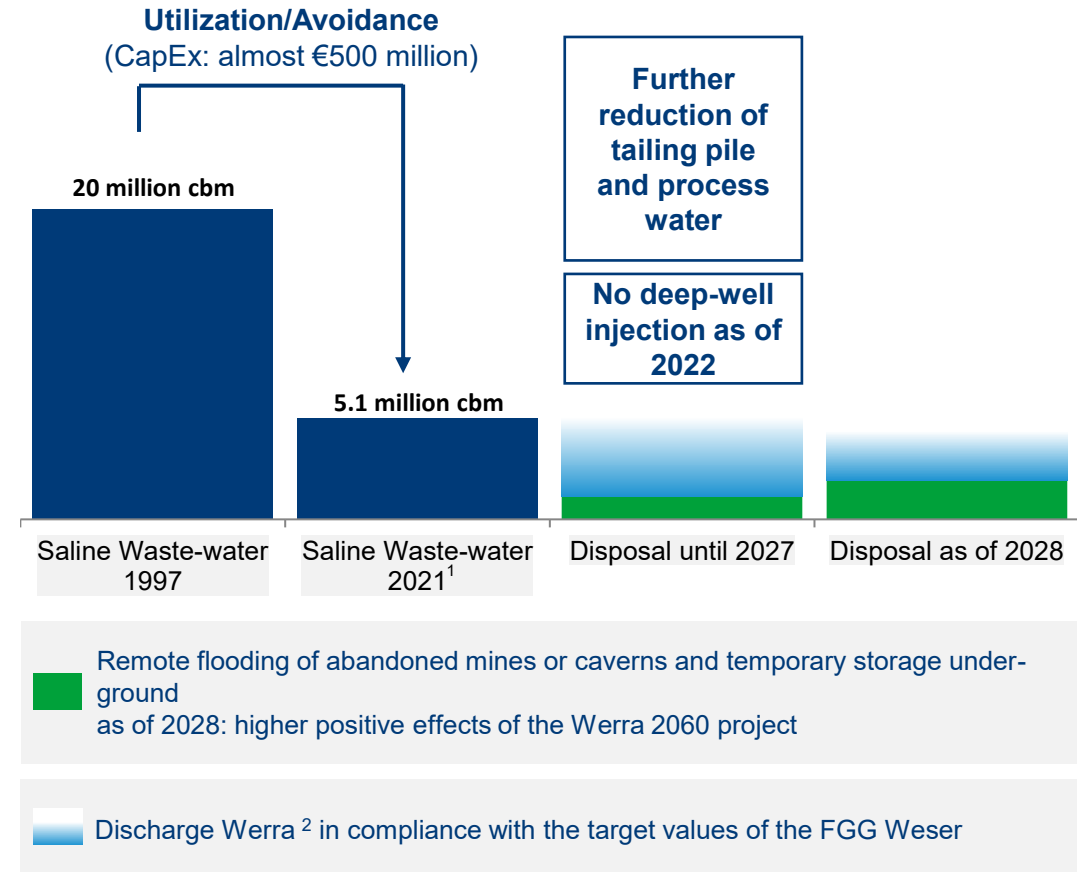 Utilization/Avoidance
(CapEx: almost €500 million)
Further
reduction of
tailing pile
and process
water
No deep-well
injection as of
2022
20 million cbm
5.1 million cbm
Saline Waste-water
1997
Saline Waste-water
2021¹
Disposal until 2027
Disposal as of 2028
Remote flooding of abandoned mines or caverns and temporary storage under-
ground
as of 2028: higher positive effects of the Werra 2060 project
Discharge Werra ² in compliance with the target values of the FGG Weser